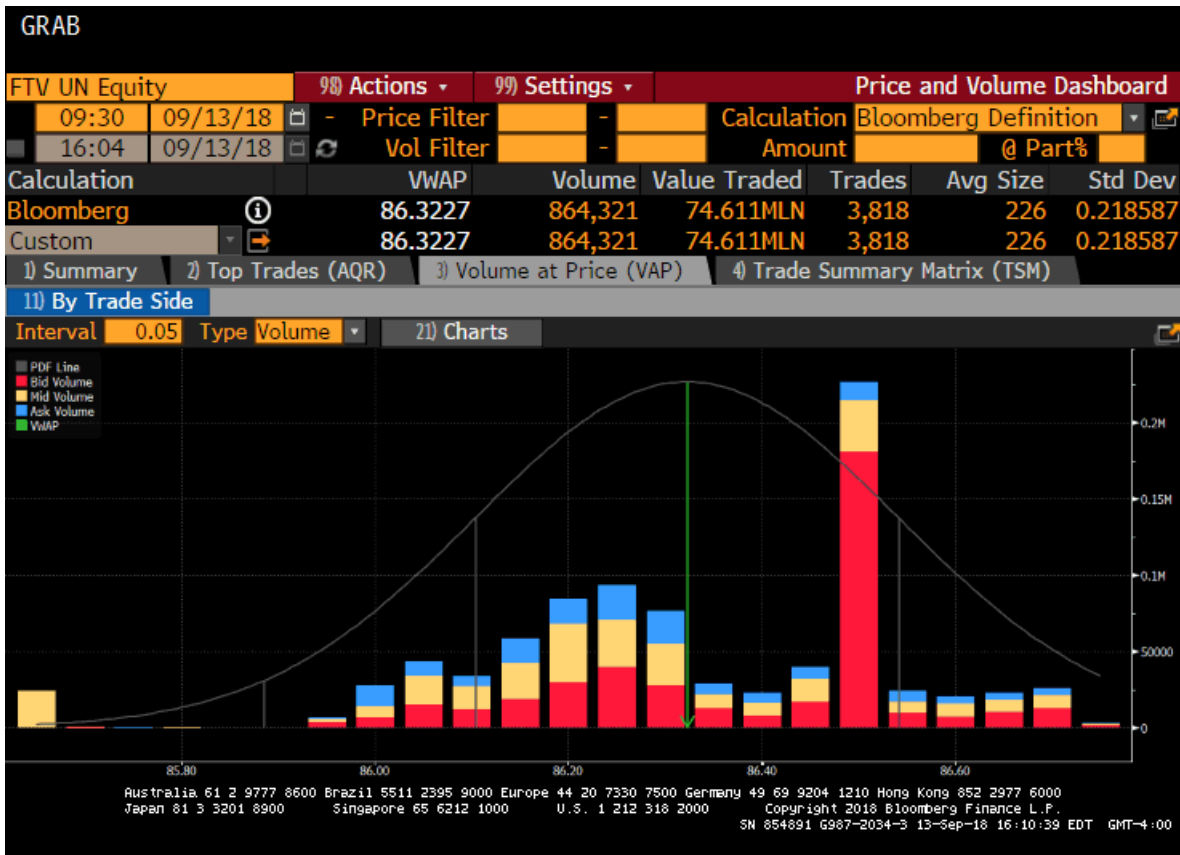 GRAB
FTV UN Equity 98) Actions 99) Settings Price and Volume Dashboard
09:30 09/13/18 - Price Filter - Calculation Bloomberg Definition
16:04 09/13/18 Vol Filter - Amount @ Part%
Calculation VWAP Volume Value Traded Trades Avg Size Std Dev
Bloomberg 86.3227 864,321 74.611MLN 3,818 226 0.218587
Custom 86.3227 864,321 74.611MLN 3,818 226 0.218587
1) Summary 2) Top Trades (AQR) 3) Volume at Price (VAP) 4) Trade Summary Matrix (TSM)
11) By Trade Side
Interval 0.05 Type Volume 21) Charts
PDF Line
Bid Volume
Mid Volume
Ask Volume
VWAP
0.2M
0.15M
0.1M
50000
0
85.80 86.00 86.20 86.40 86.60
Australia 61 2 9777 8600 Brazil 5511 2395 9000 Europe 44 20 7330 7500 Germany 49 69 9204 1210 Hong Kong 852 2977 6000
Japan 81 3 3201 8900 Singapore 65 6212 1000 U.S. 1 212 318 2000 Copyright 2018 Bloomberg Finance L.P.
SN 854891 G987-2034-3 13-Sep-18 16:10:39 EDT GMT-4:00